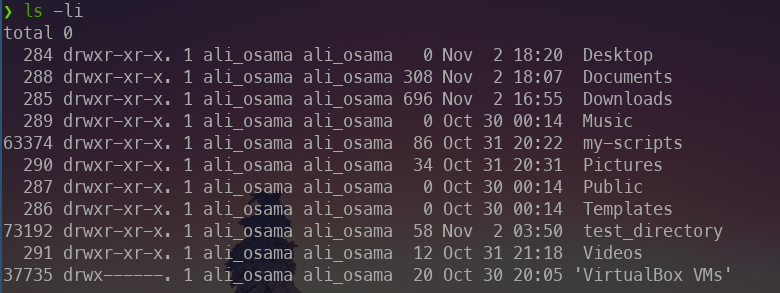 ❯ ls -li
total 0
  284 drwxr-xr-x. 1 ali_osama ali_osama   0 Nov  2 18:20  Desktop
  288 drwxr-xr-x. 1 ali_osama ali_osama 308 Nov  2 18:07  Documents
  285 drwxr-xr-x. 1 ali_osama ali_osama 696 Nov  2 16:55  Downloads
  289 drwxr-xr-x. 1 ali_osama ali_osama   0 Oct 30 00:14  Music
63374 drwxr-xr-x. 1 ali_osama ali_osama  86 Oct 31 20:22  my-scripts
  290 drwxr-xr-x. 1 ali_osama ali_osama  34 Oct 31 20:31  Pictures
  287 drwxr-xr-x. 1 ali_osama ali_osama   0 Oct 30 00:14  Public
  286 drwxr-xr-x. 1 ali_osama ali_osama   0 Oct 30 00:14  Templates
73192 drwxr-xr-x. 1 ali_osama ali_osama  58 Nov  2 03:50  test_directory
  291 drwxr-xr-x. 1 ali_osama ali_osama  12 Oct 31 21:18  Videos
37735 drwx------. 1 ali_osama ali_osama  20 Oct 30 20:05 'VirtualBox VMs'